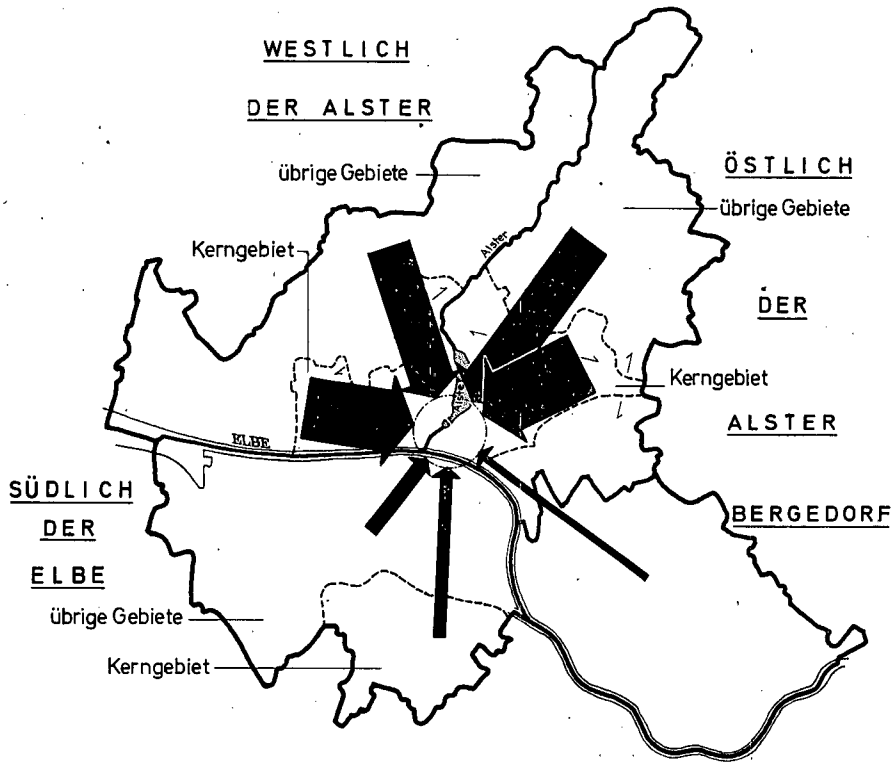 WESTLICH
DER ALSTER
übrige Gebiete
ÖSTLICH
übrige Gebiete
Alster
Kerngebiet
DER
Kerngebiet
Alster
ALSTER
ELBE
SÜDLICH
DER
ELBE
BERGEDORF
übrige Gebiete
Kerngebiet